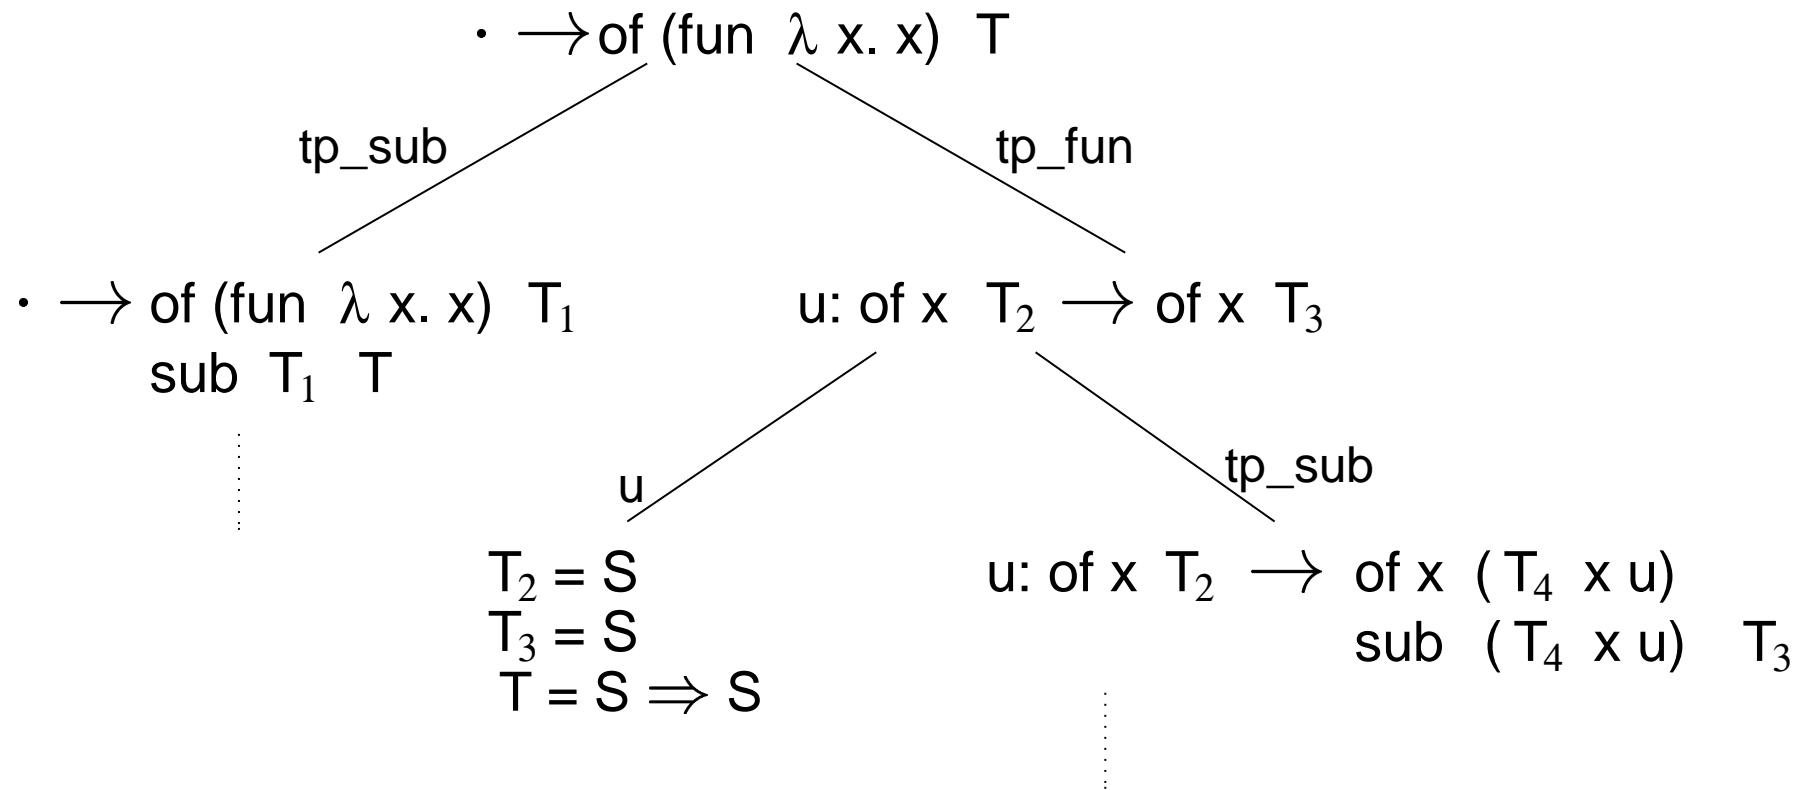 · → of (fun λ x. x) T
tp_sub
tp_fun
· → of (fun λ x. x) T₁
sub T₁ T
u: of x T₂ → of x T₃
u
tp_sub
T₂ = S
T₃ = S
T = S ⇒ S
u: of x T₂ → of x (T₄ x u)
sub (T₄ x u) T₃